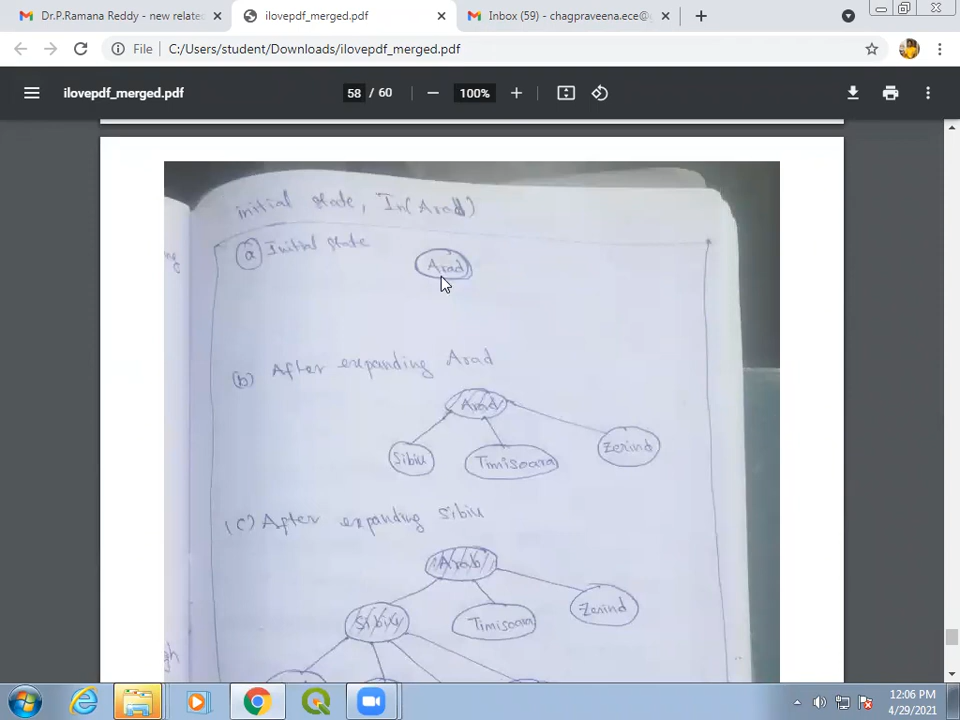 Dr.P.Ramana Reddy - new relate
ilovepdf_merged.pdf
Inbox (59) - chagpraveena.ece@
File
C:/Users/student/Downloads/ilovepdf_merged.pdf
ilovepdf_merged.pdf
58 / 60
100%
initial state, In(Arad)
(a) Initial state
Arad
(b) After expanding Arad
Arad
Sibiu
Timisoara
Zerind
(c) After expanding Sibiu
Arab
Sibiu
Timisoara
Zerind
12:06 PM
4/29/2021